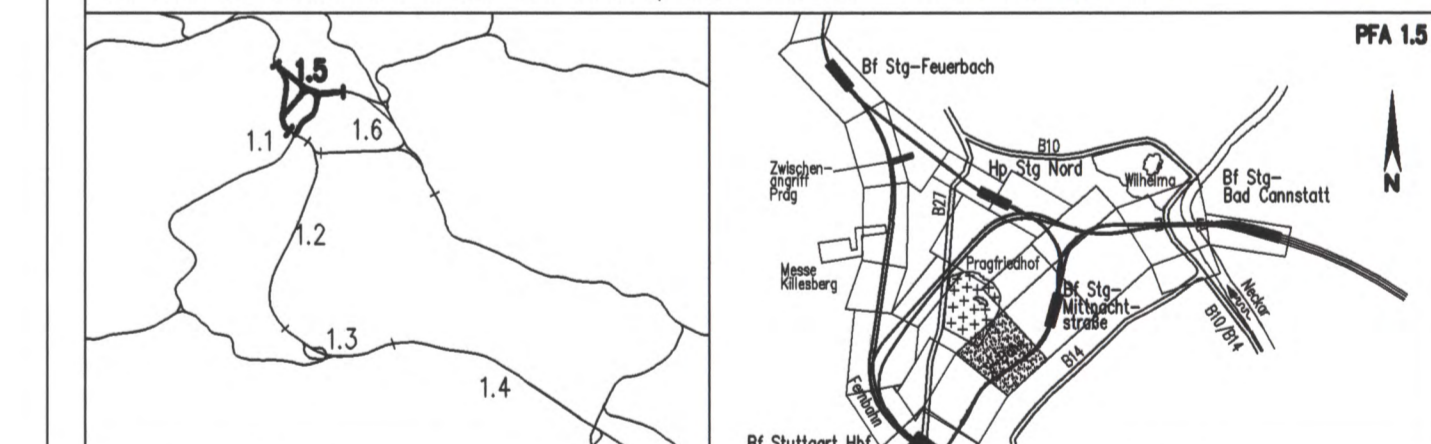 1.5
1.1
1.6
1.2
1.3
1.4
PFA 1.5
Bf Stg-Feuerbach
B10
Hp Stg Nord
Wilhelma
Bf Stg-
Bad Cannstatt
Zwischen-
angriff
Prag
B27
N
Messe
Killesberg
Pragfriedhof
Bf Stg-
Mittnacht-
straße
Neckar
B10/B14
B14
Fernbahn
Bf Stuttgart Hbf